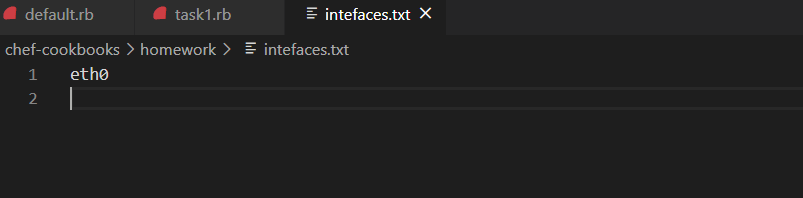 default.rb task1.rb intefaces.txt
chef-cookbooks > homework > intefaces.txt
1 eth0
2